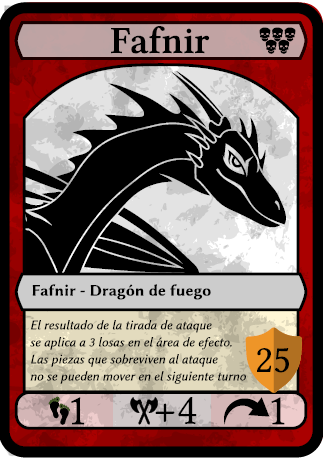 Fafnir
Fafnir - Dragón de fuego
El resultado de la tirada de ataque
se aplica a 3 losas en el área de efecto.
Las piezas que sobreviven al ataque
no se pueden mover en el siguiente turno
25
1 +4 1